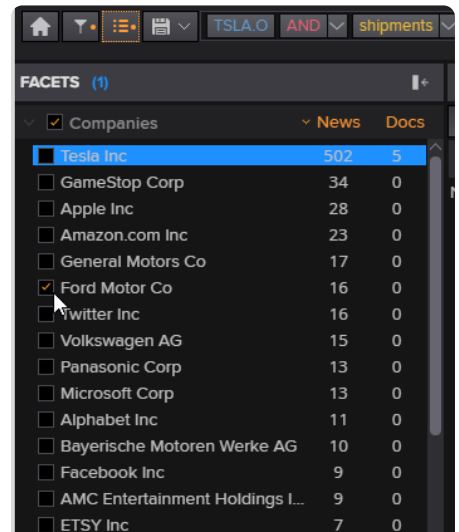 TSLA.O AND shipments
FACETS (1)
Companies News Docs
Tesla Inc 502 5
GameStop Corp 34 0
Apple Inc 28 0
Amazon.com Inc 23 0
General Motors Co 17 0
Ford Motor Co 16 0
Twitter Inc 16 0
Volkswagen AG 15 0
Panasonic Corp 13 0
Microsoft Corp 13 0
Alphabet Inc 11 0
Bayerische Motoren Werke AG 10 0
Facebook Inc 9 0
AMC Entertainment Holdings I... 9 0
ETSY Inc 7 0